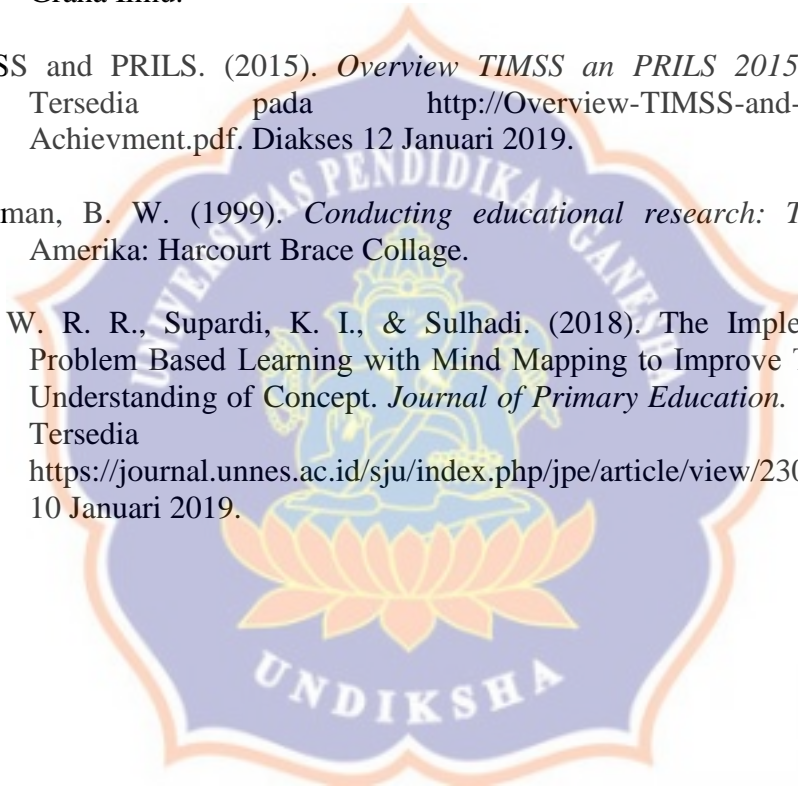 Graha Ilmu.
SS and PRILS. (2015). Overview TIMSS an PRILS 2015
Tersedia pada http://Overview-TIMSS-and-
Achievment.pdf. Diakses 12 Januari 2019.
man, B. W. (1999). Conducting educational research: T
Amerika: Harcourt Brace Collage.
W. R. R., Supardi, K. I., & Sulhadi. (2018). The Imple
Problem Based Learning with Mind Mapping to Improve T
Understanding of Concept. Journal of Primary Education.
Tersedia
https://journal.unnes.ac.id/sju/index.php/jpe/article/view/230
10 Januari 2019.
UNIVERSITAS PENDIDIKAN GANESHA
UNDIKSHA